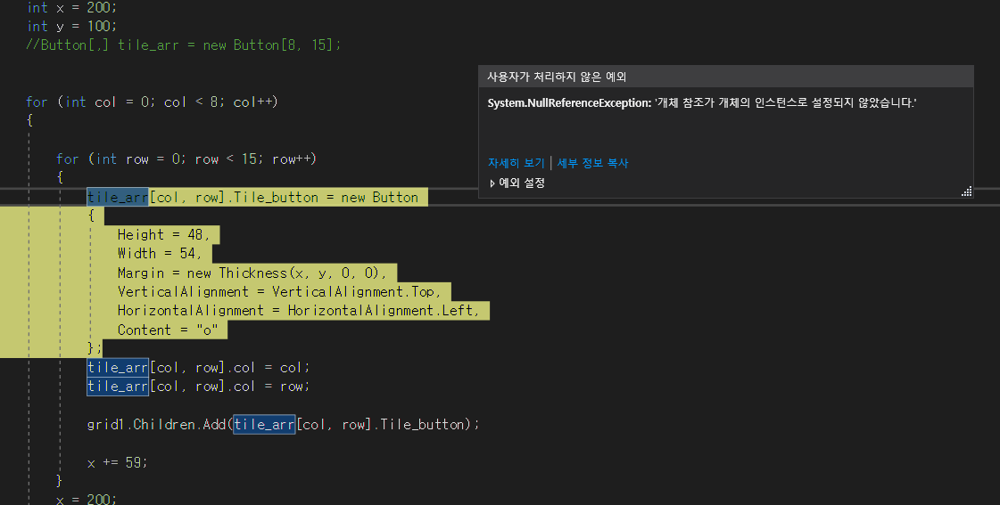 int x = 200;
int y = 100;
//Button[,] tile_arr = new Button[8, 15];
for (int col = 0; col < 8; col++)
{
for (int row = 0; row < 15; row++)
{
tile_arr[col, row].Tile_button = new Button
{
Height = 48,
Width = 54,
Margin = new Thickness(x, y, 0, 0),
VerticalAlignment = VerticalAlignment.Top,
HorizontalAlignment = HorizontalAlignment.Left,
Content = "o"
};
tile_arr[col, row].col = col;
tile_arr[col, row].col = row;
grid1.Children.Add(tile_arr[col, row].Tile_button);
x += 59;
}
x = 200;
사용자가 처리하지 않은 예외
System.NullReferenceException: '개체 참조가 개체의 인스턴스로 설정되지 않았습니다.'
자세히 보기 | 세부 정보 복사
예외 설정